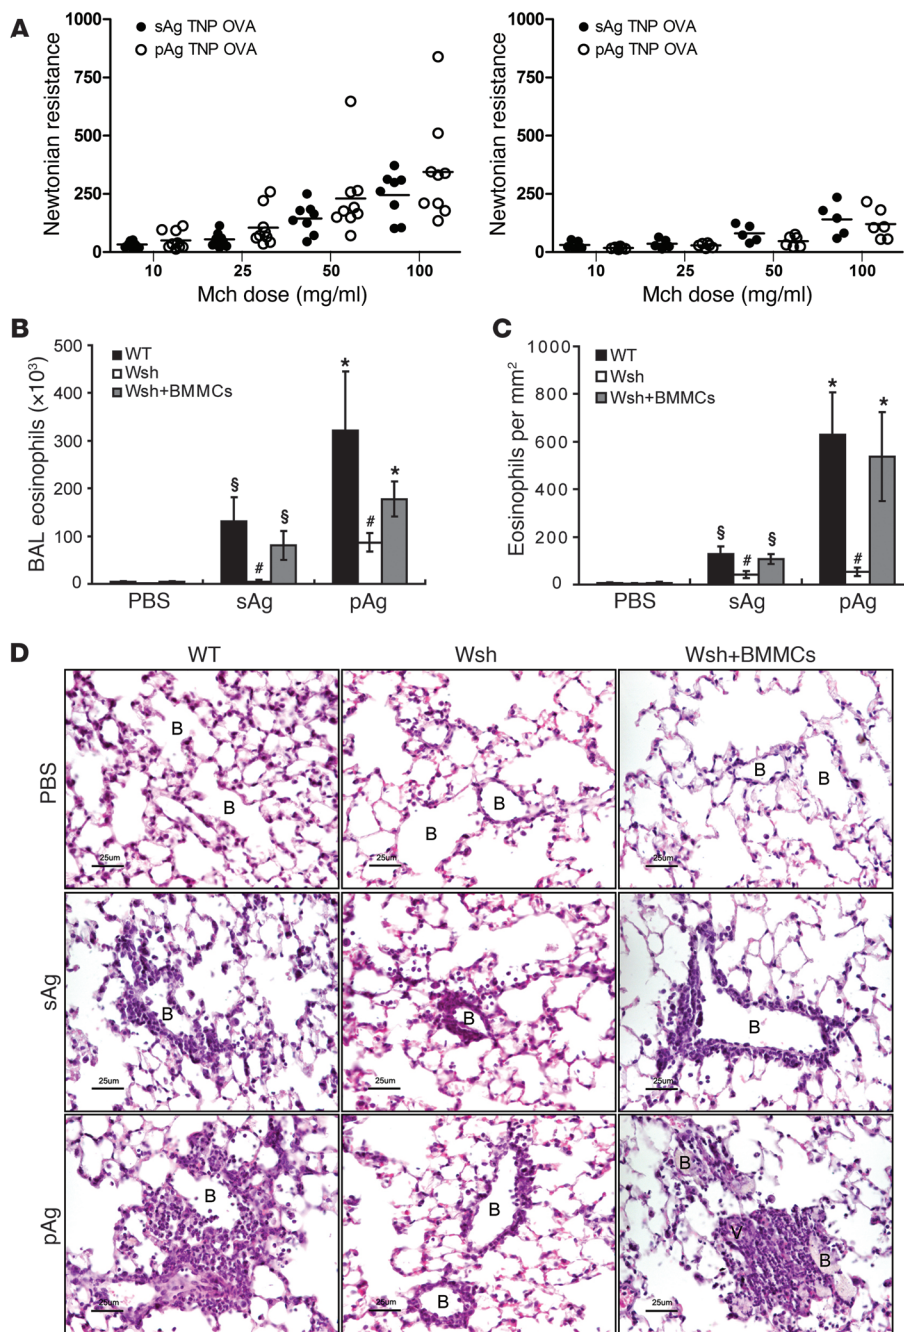 A
sAg TNP OVA
pAg TNP OVA
Newtonian resistance
1000
750
500
250
0
10 25 50 100
Mch dose (mg/ml)
sAg TNP OVA
pAg TNP OVA
Newtonian resistance
1000
750
500
250
0
10 25 50 100
Mch dose (mg/ml)
B
BAL eosinophils (×10³)
500
400
300
200
100
0
WT
Wsh
Wsh+BMMCs
§ # § * # *
PBS sAg pAg
C
Eosinophils per mm²
1000
800
600
400
200
0
WT
Wsh
Wsh+BMMCs
§ # § * # *
PBS sAg pAg
D
WT Wsh Wsh+BMMCs
PBS
B B 25um
B B 25um
B B 25um
sAg
B 25um
B 25um
B 25um
pAg
B 25um
B B 25um
B V B 25um